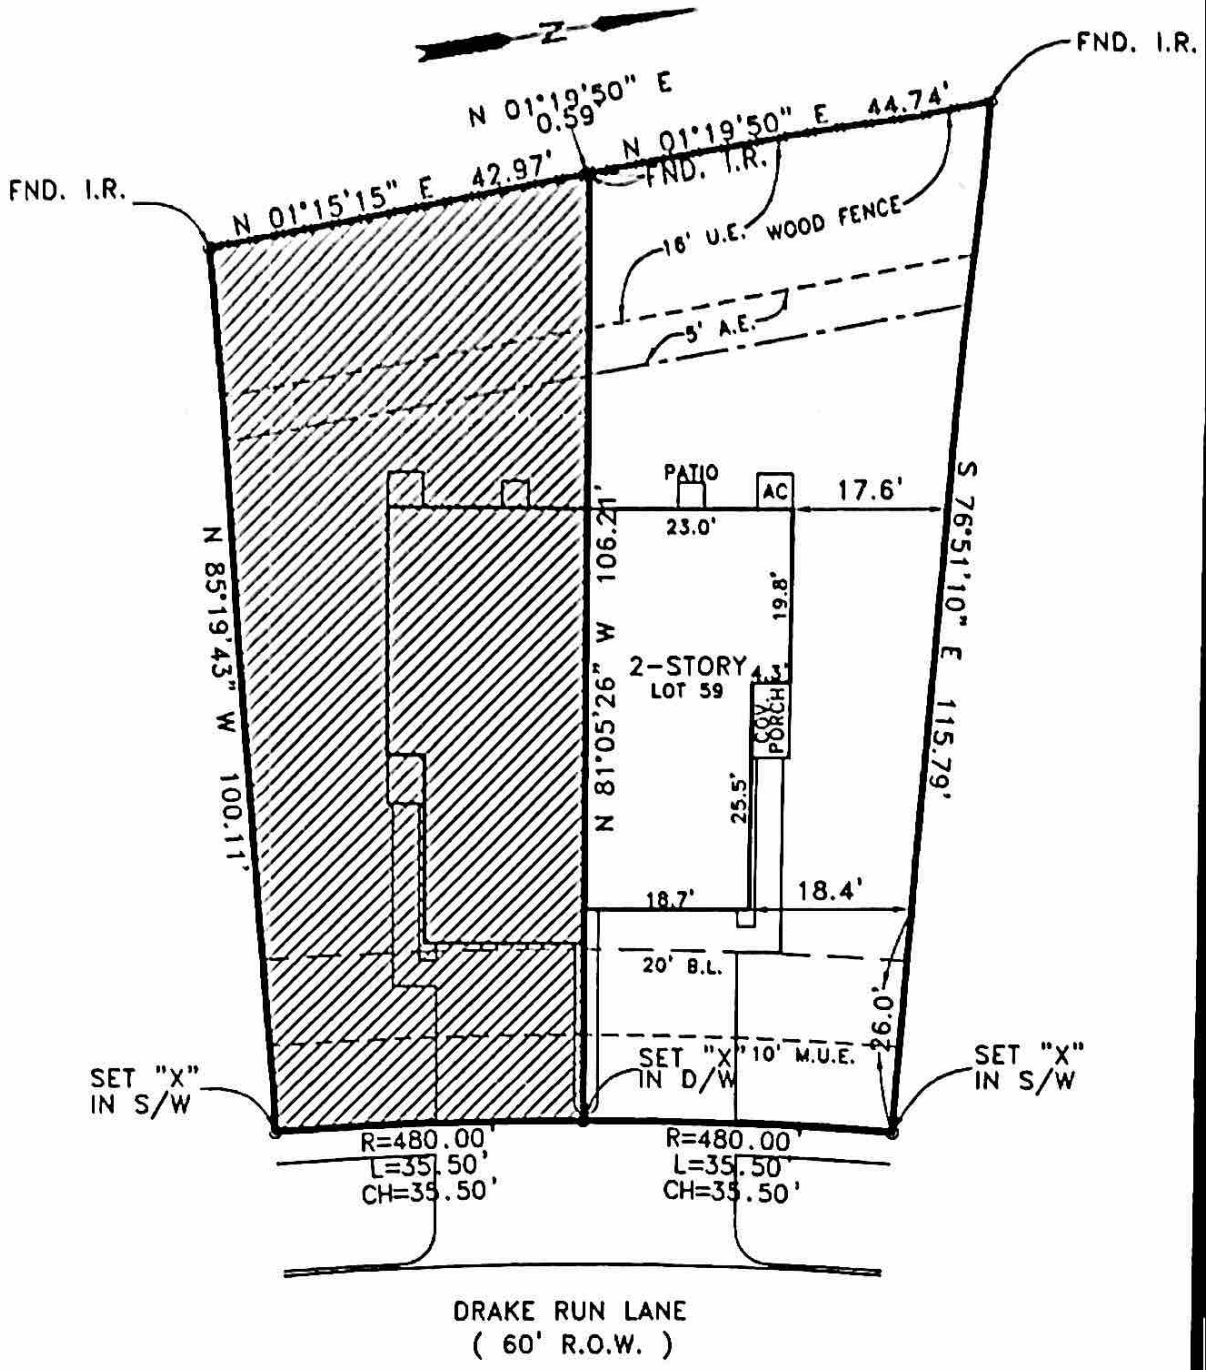 N
FND. I.R.
N 01°19'50" E
0.59'
N 01°19'50" E 44.74'
FND. I.R.
FND. I.R.
N 01°15'15" E 42.97'
16' U.E.
WOOD FENCE
5' A.E.
PATIO
AC
17.6'
23.0'
106.21'
N 81°05'26" W
S 76°51'10" E 115.79'
N 85°19'43" W 100.11'
19.8'
2-STORY
LOT 59
4.3'
COV.
PORCH
25.5'
18.7'
18.4'
20' B.L.
26.0'
10' M.U.E.
SET "X"
IN S/W
SET "X"
IN D/W
SET "X"
IN S/W
R=480.00'
L=35.50'
CH=35.50'
R=480.00'
L=35.50'
CH=35.50'
DRAKE RUN LANE
( 60' R.O.W. )